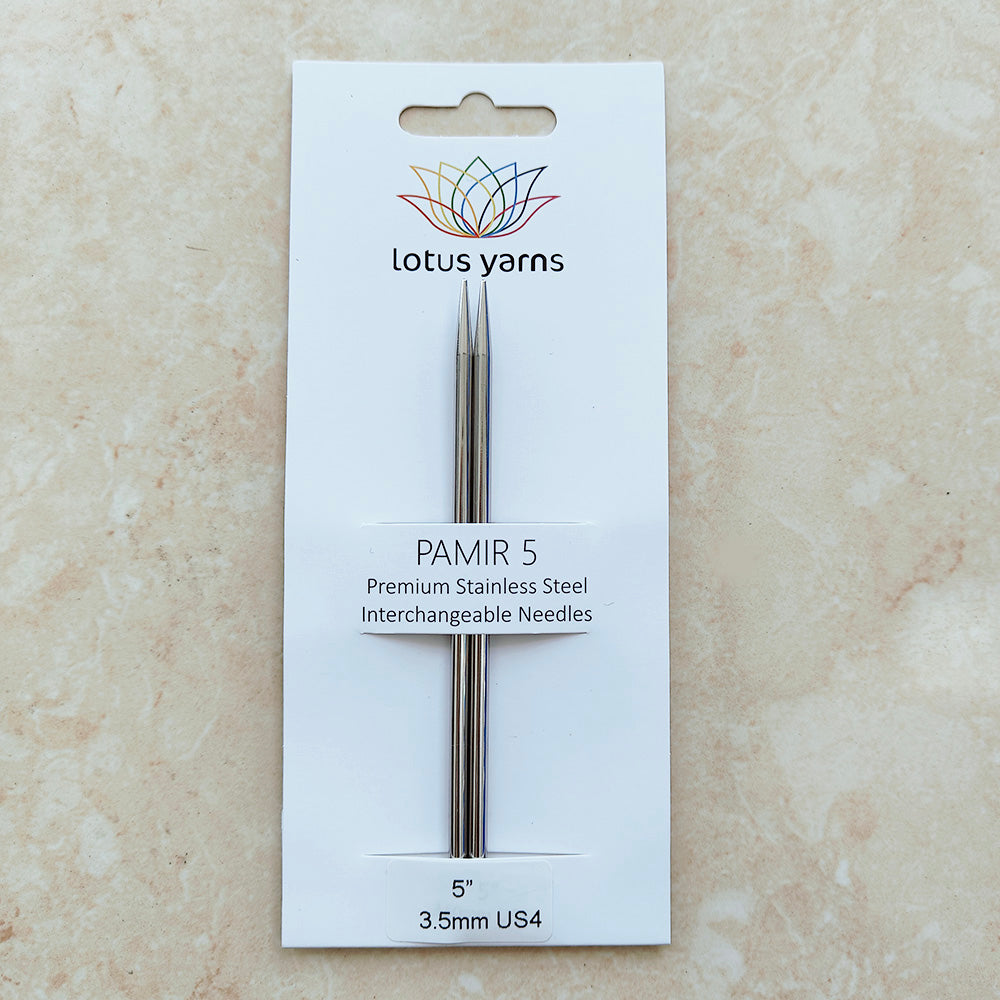 lotus yarns
PAMIR 5
Premium Stainless Steel
Interchangeable Needles
5”
3.5mm US4